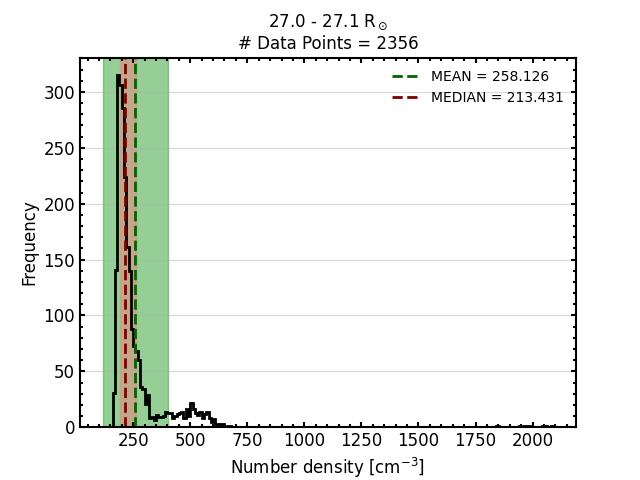 27.0 - 27.1 R⊙
# Data Points = 2356
MEAN = 258.126
MEDIAN = 213.431
Frequency
300
250
200
150
100
50
0
250 500 750 1000 1250 1500 1750 2000
Number density [cm⁻³]